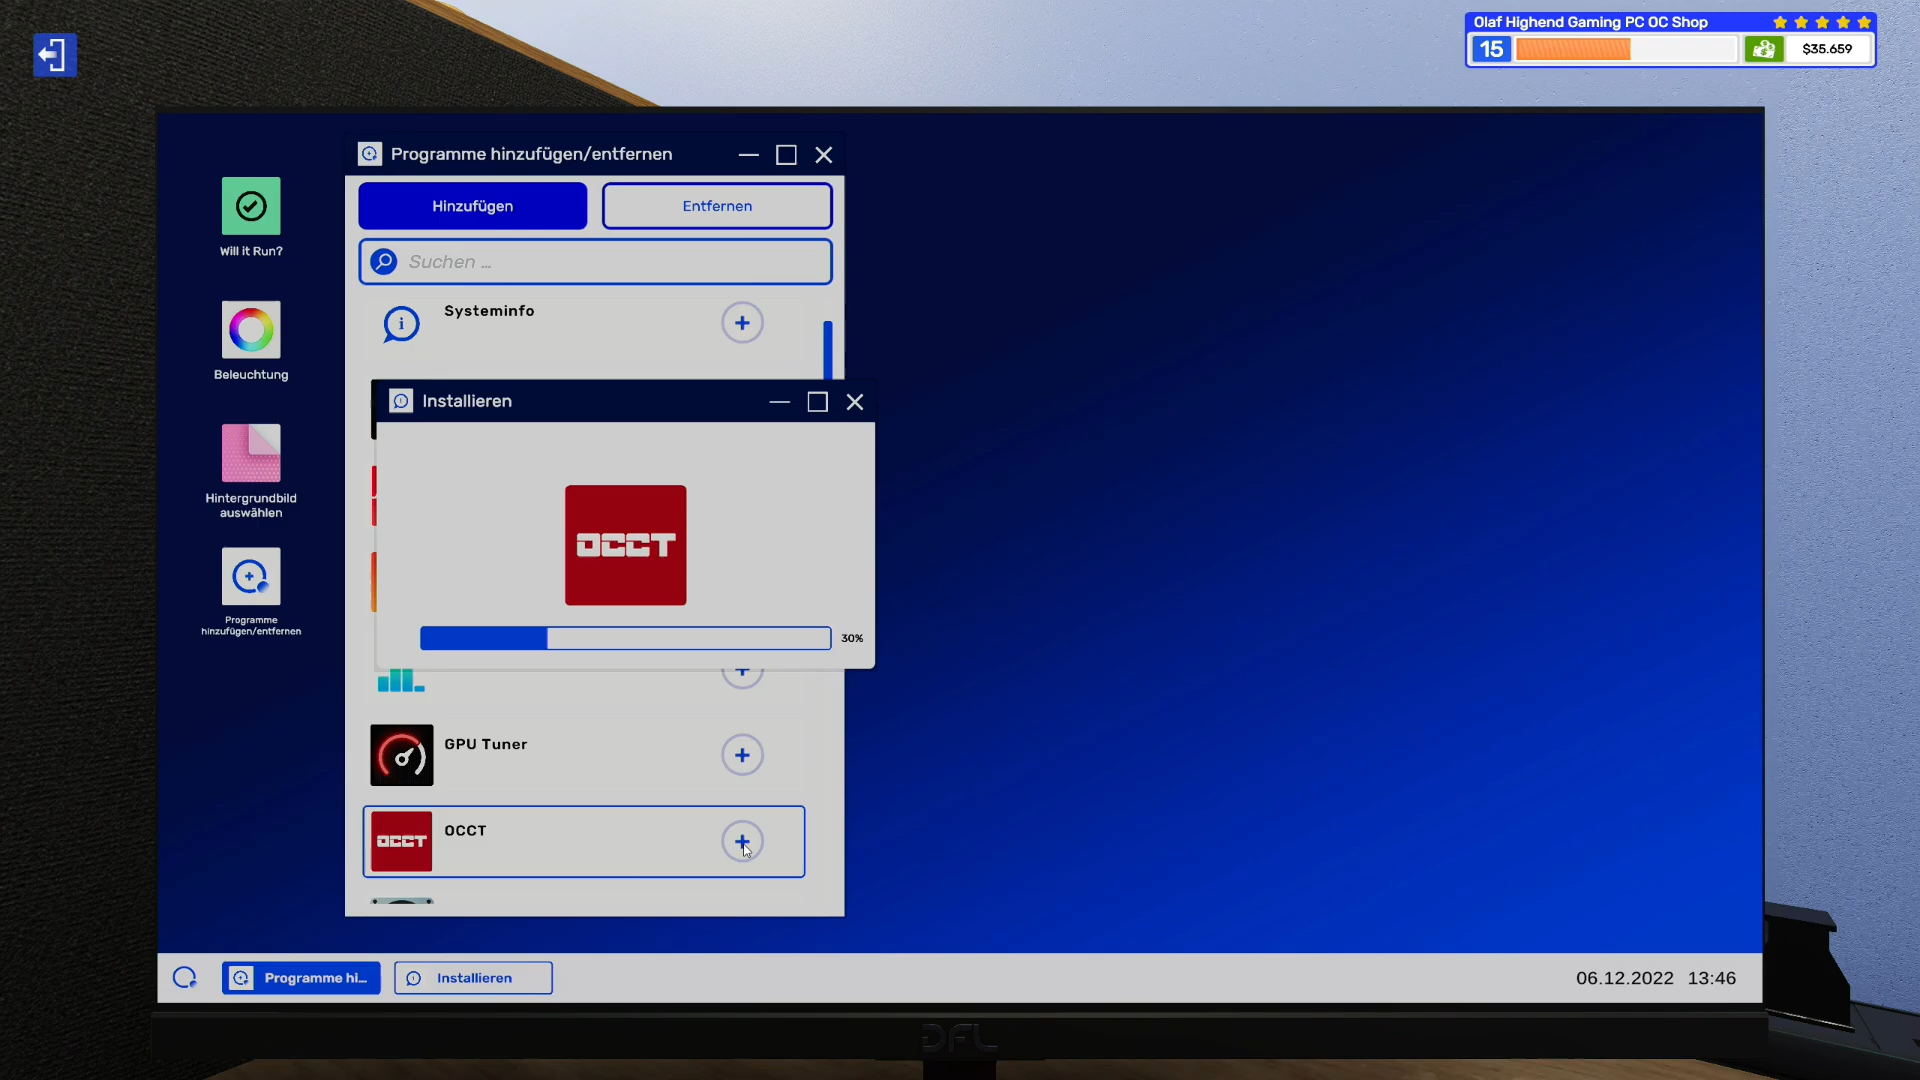 Olaf Highend Gaming PC OC Shop
15
$35.659
Programme hinzufügen/entfernen
Hinzufügen
Entfernen
Suchen ...
Will it Run?
Beleuchtung
Hintergrundbild
auswählen
Programme
hinzufügen/entfernen
Systeminfo
Installieren
OCCT
30%
GPU Tuner
OCCT
OCCT
Programme hi...
Installieren
06.12.2022 13:46
DFL